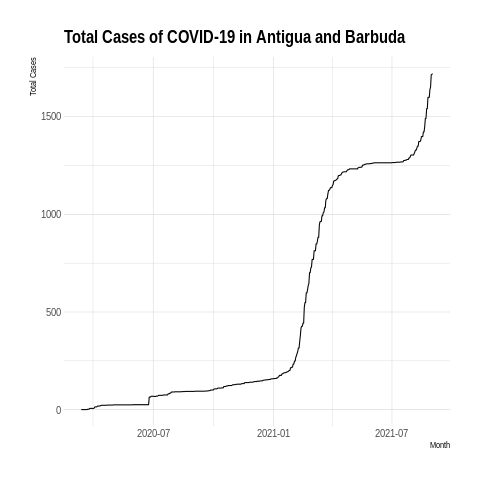 Total Cases of COVID-19 in Antigua and Barbuda
Total Cases
1500
1000
500
0
2020-07 2021-01 2021-07
Month